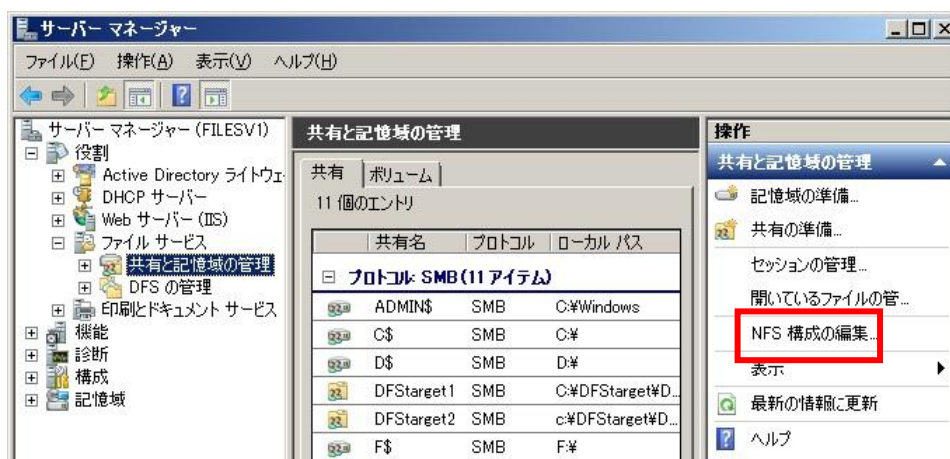 サーバー マネージャー
ファイル(F) 操作(A) 表示(V) ヘルプ(H)
サーバー マネージャー (FILESV1)
役割
Active Directory ライトウェ
DHCP サーバー
Web サーバー (IIS)
ファイル サービス
共有と記憶域の管理
DFS の管理
印刷とドキュメント サービス
機能
診断
構成
記憶域
共有と記憶域の管理
共有 ボリューム
11 個のエントリ
共有名 プロトコル ローカル パス
プロトコル: SMB (11 アイテム)
ADMIN$ SMB C:¥Windows
C$ SMB C:¥
D$ SMB D:¥
DFStarget1 SMB C:¥DFStarget¥D...
DFStarget2 SMB c:¥DFStarget¥D...
F$ SMB F:¥
操作
共有と記憶域の管理
記憶域の準備...
共有の準備...
セッションの管理...
開いているファイルの管...
NFS 構成の編集...
表示
最新の情報に更新
ヘルプ